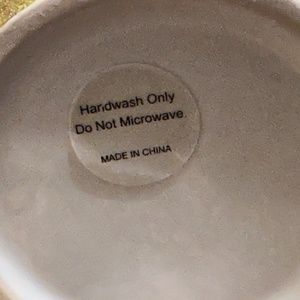 Handwash Only
Do Not Microwave.
MADE IN CHINA